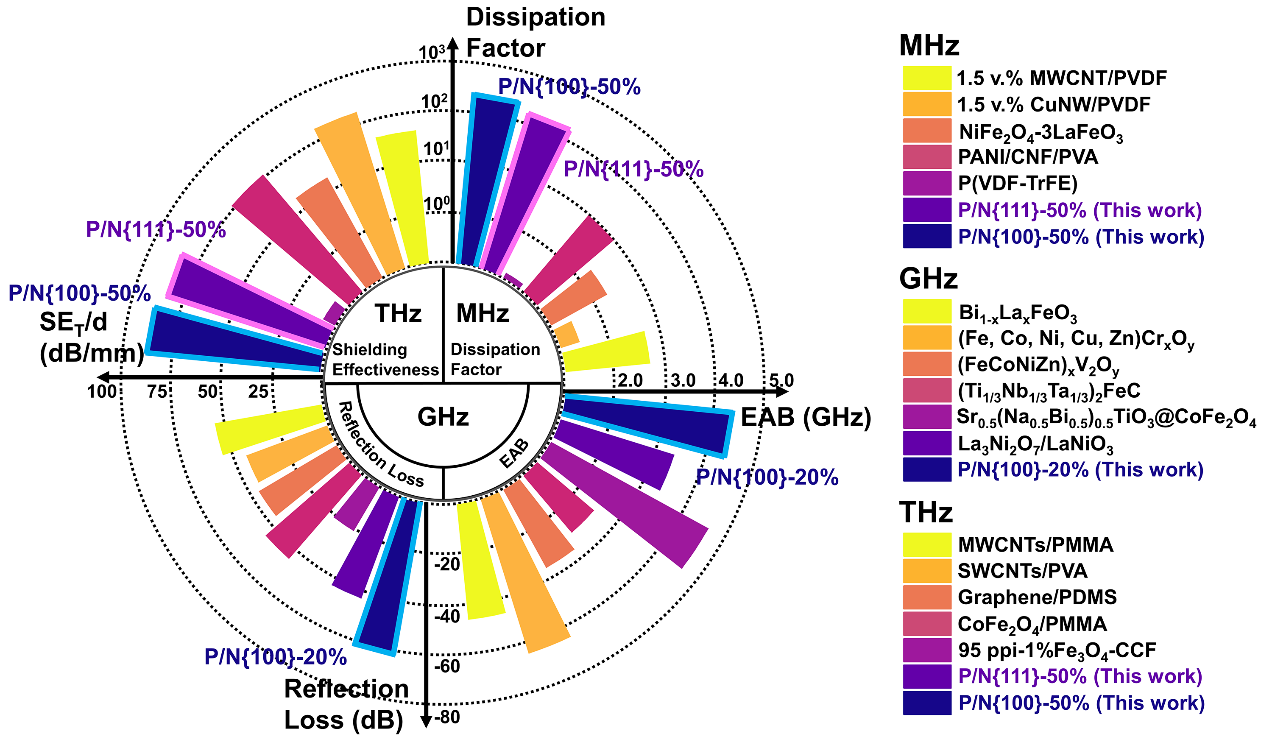 Dissipation
Factor
10³
10²
10¹
10⁰
P/N{100}-50%
P/N{111}-50%
P/N{111}-50%
P/N{100}-50%
SE_T/d
(dB/mm)
100
75
50
25
THz
Shielding
Effectiveness
MHz
Dissipation
Factor
GHz
Reflection Loss
EAB
2.0
3.0
4.0
5.0
EAB (GHz)
P/N{100}-20%
-20
-40
-60
-80
P/N{100}-20%
Reflection
Loss (dB)
MHz
1.5 v.% MWCNT/PVDF
1.5 v.% CuNW/PVDF
NiFe₂O₄-3LaFeO₃
PANI/CNF/PVA
P(VDF-TrFE)
P/N{111}-50% (This work)
P/N{100}-50% (This work)
GHz
Bi₁₋ₓLaₓFeO₃
(Fe, Co, Ni, Cu, Zn)CrₓO_y
(FeCoNiZn)ₓV₂O_y
(Ti₁/₃Nb₁/₃Ta₁/₃)₂FeC
Sr₀.₅(Na₀.₅Bi₀.₅)₀.₅TiO₃@CoFe₂O₄
La₃Ni₂O₇/LaNiO₃
P/N{100}-20% (This work)
THz
MWCNTs/PMMA
SWCNTs/PVA
Graphene/PDMS
CoFe₂O₄/PMMA
95 ppi-1%Fe₃O₄-CCF
P/N{111}-50% (This work)
P/N{100}-50% (This work)